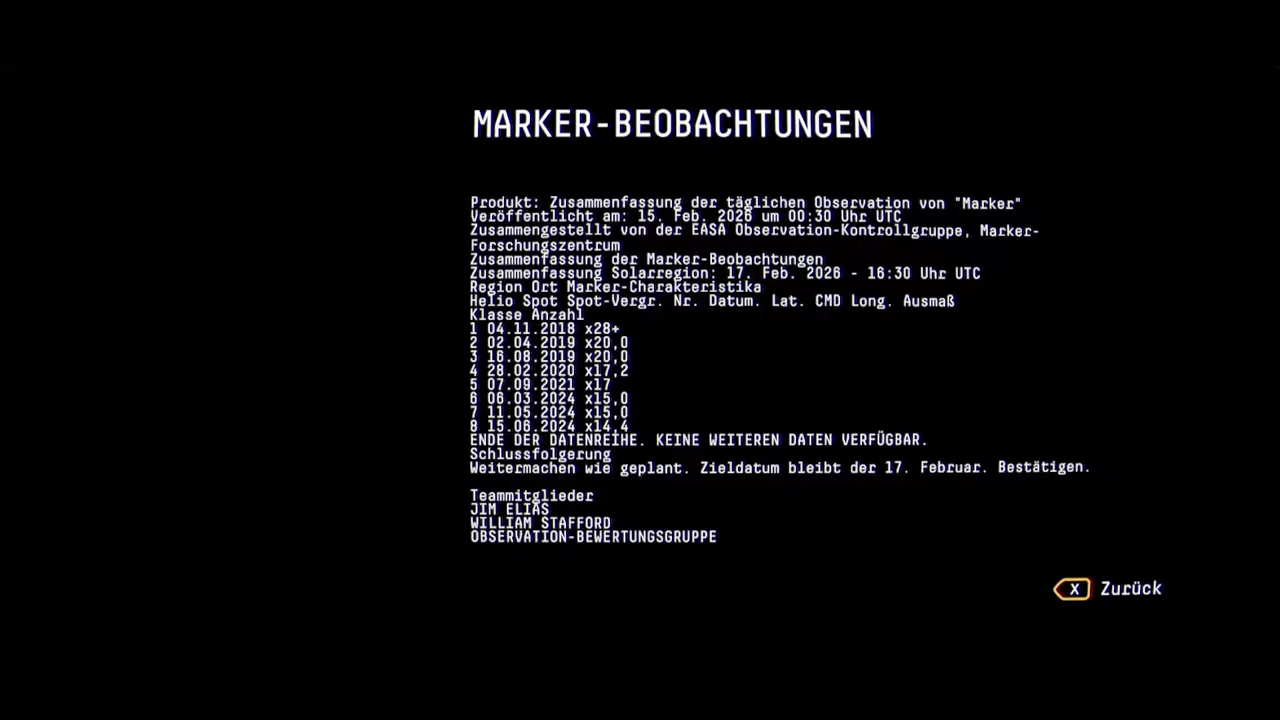 MARKER-BEOBACHTUNGEN
Produkt: Zusammenfassung der täglichen Observation von "Marker"
Veröffentlicht am: 15. Feb. 2026 um 00:30 Uhr UTC
Zusammengestellt von der EASA Observation-Kontrollgruppe, Marker-
Forschungszentrum
Zusammenfassung der Marker-Beobachtungen
Zusammenfassung Solarregion: 17. Feb. 2026 - 16:30 Uhr UTC
Region Ort Marker-Charakteristika
Helio Spot Spot-Vergr. Nr. Datum. Lat. CMD Long. Ausmaß
Klasse Anzahl
1 04.11.2018 x28+
2 02.04.2019 x20,0
3 16.08.2019 x20,0
4 28.02.2020 x17,2
5 07.09.2021 x17
6 06.03.2024 x15,0
7 11.05.2024 x15,0
8 15.06.2024 x14,4
ENDE DER DATENREIHE. KEINE WEITEREN DATEN VERFÜGBAR.
Schlussfolgerung
Weitermachen wie geplant. Zieldatum bleibt der 17. Februar. Bestätigen.
Teammitglieder
JIM ELIAS
WILLIAM STAFFORD
OBSERVATION-BEWERTUNGSGRUPPE
X Zurück